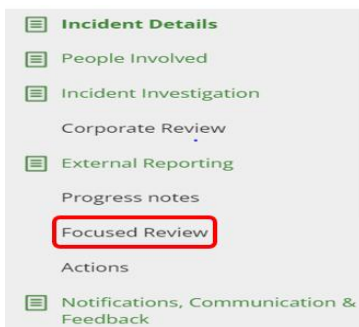 Incident Details
People Involved
Incident Investigation
Corporate Review
External Reporting
Progress notes
Focused Review
Actions
Notifications, Communication &
Feedback